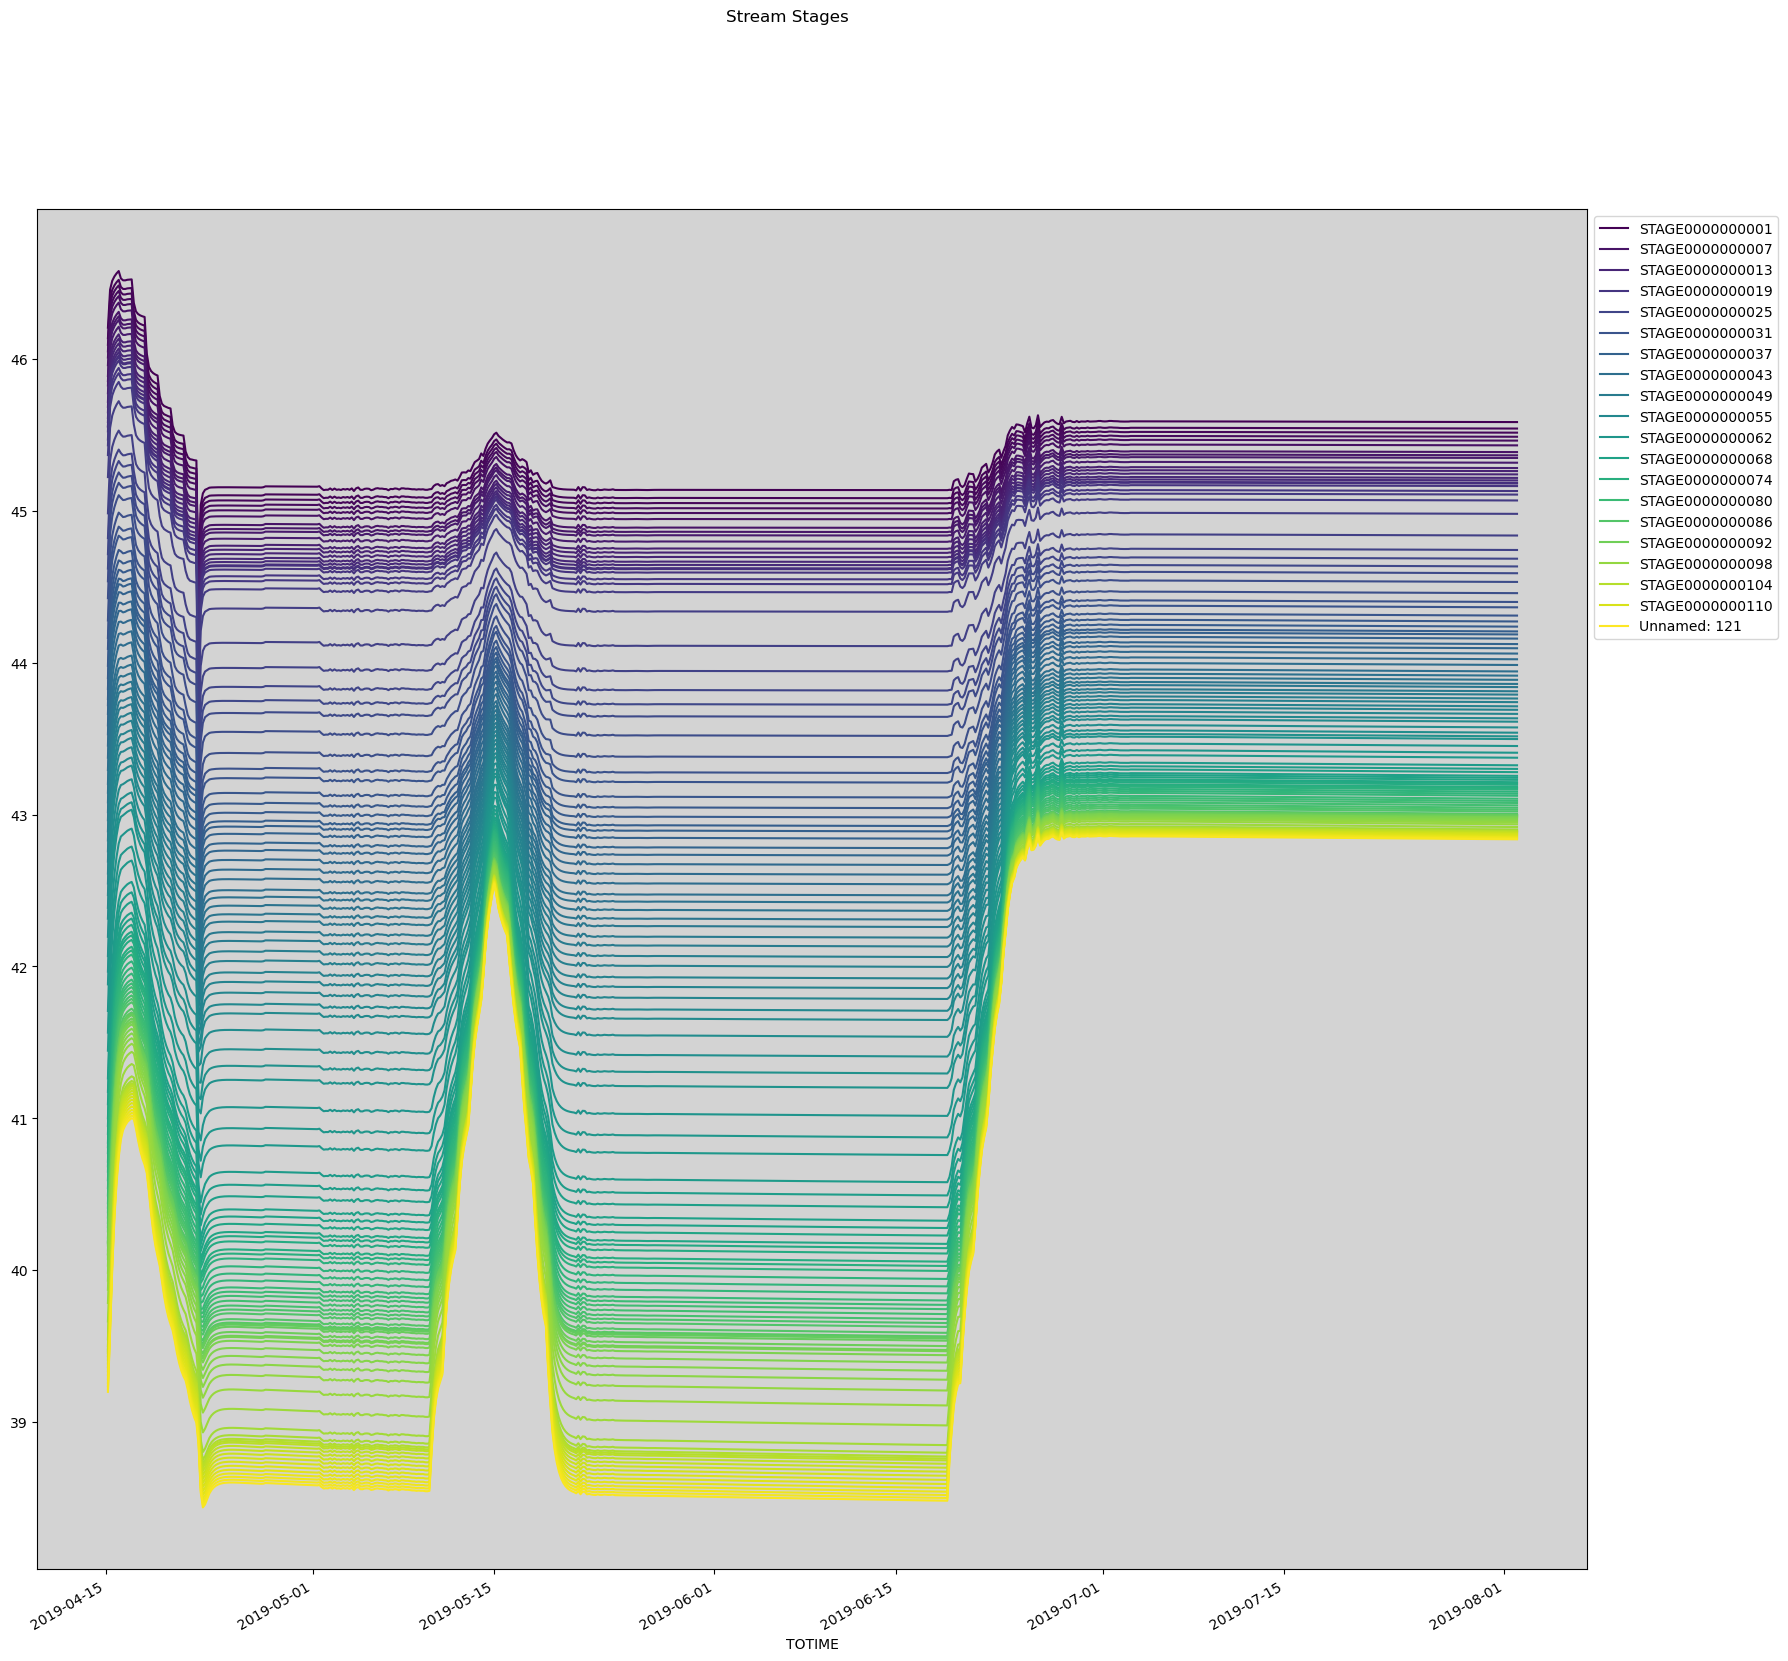 Stream Stages
46
45
44
43
42
41
40
39
2019-04-15
2019-05-01
2019-05-15
2019-06-01
2019-06-15
2019-07-01
2019-07-15
2019-08-01
TOTIME
STAGE0000000001
STAGE0000000007
STAGE0000000013
STAGE0000000019
STAGE0000000025
STAGE0000000031
STAGE0000000037
STAGE0000000043
STAGE0000000049
STAGE0000000055
STAGE0000000062
STAGE0000000068
STAGE0000000074
STAGE0000000080
STAGE0000000086
STAGE0000000092
STAGE0000000098
STAGE0000000104
STAGE0000000110
Unnamed: 121